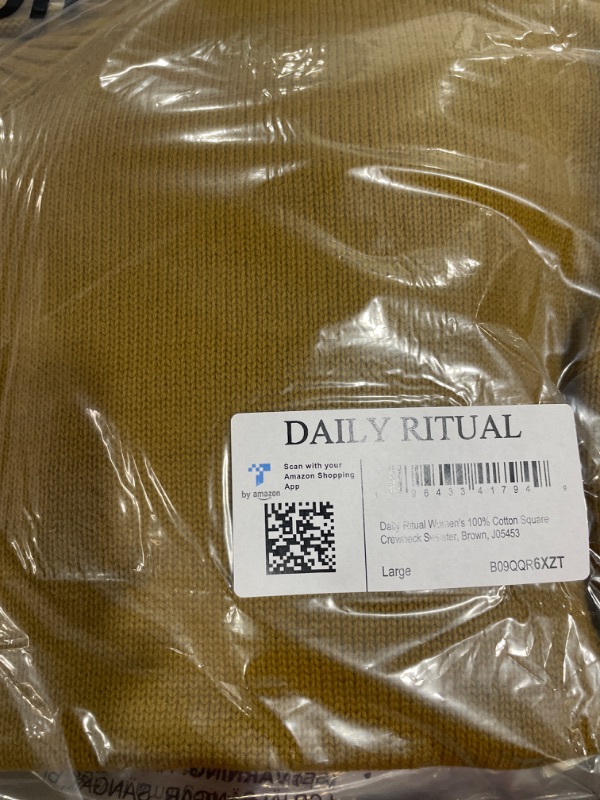 DAILY RITUAL
Scan with your
Amazon Shopping
App
by amazon
Daily Ritual Women's 100% Cotton Square
Crewneck Sweater, Brown, J05453
Large
B09QQR6XZT
WARNING